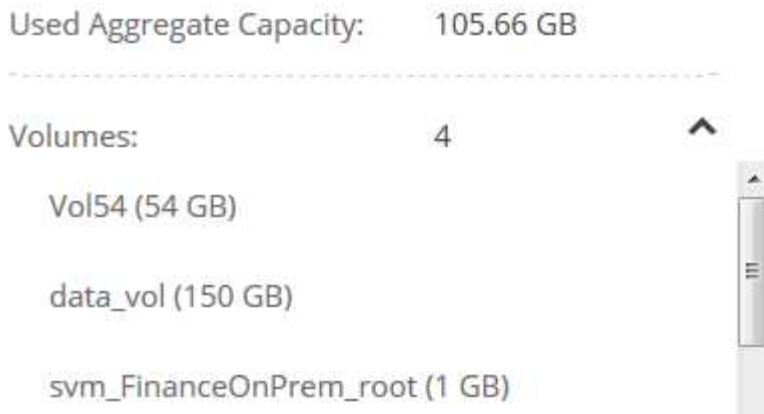 Used Aggregate Capacity: 105.66 GB
Volumes: 4
Vol54 (54 GB)
data_vol (150 GB)
svm_FinanceOnPrem_root (1 GB)